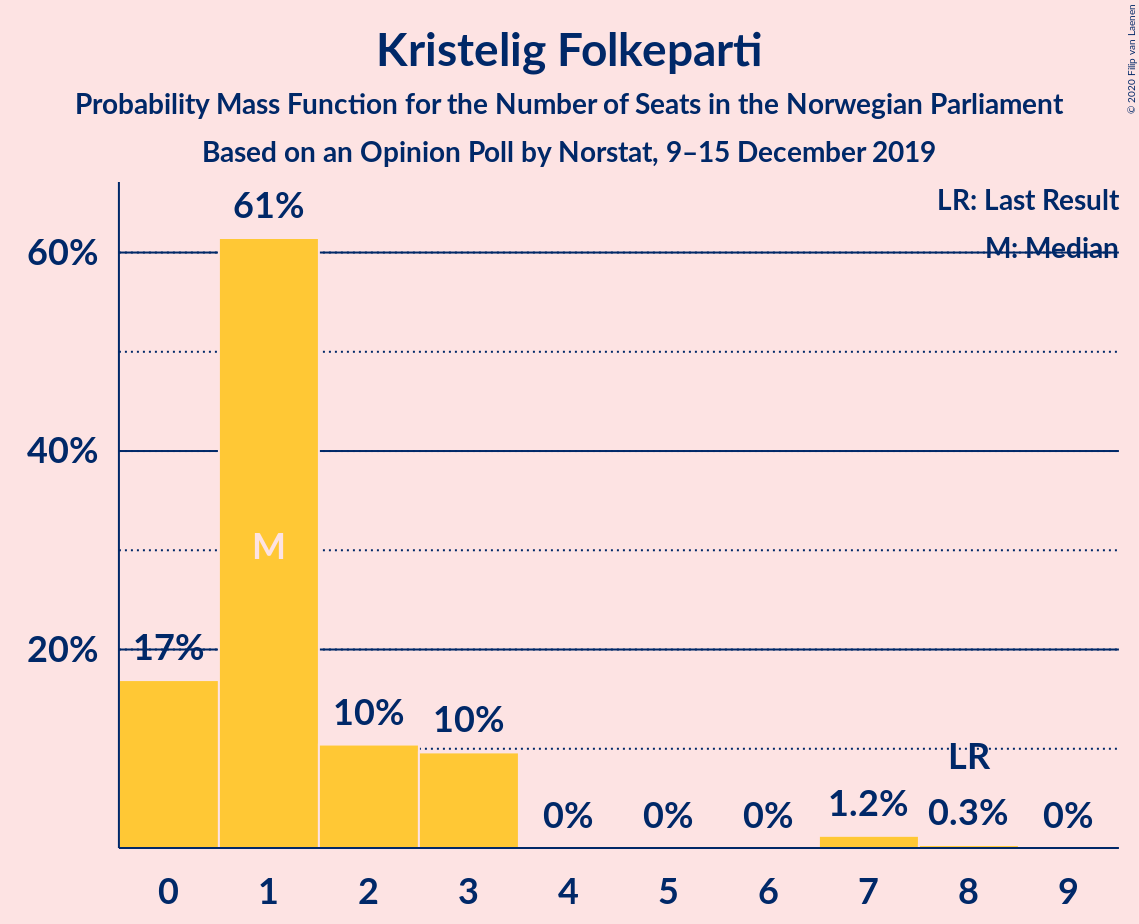 Kristelig Folkeparti
Probability Mass Function for the Number of Seats in the Norwegian Parliament
Based on an Opinion Poll by Norstat, 9–15 December 2019
© 2020 Filip van Laenen
LR: Last Result
M: Median
60%
40%
20%
17%
61%
M
10%
10%
0%
0%
0%
1.2%
LR
0.3%
0%
0 1 2 3 4 5 6 7 8 9